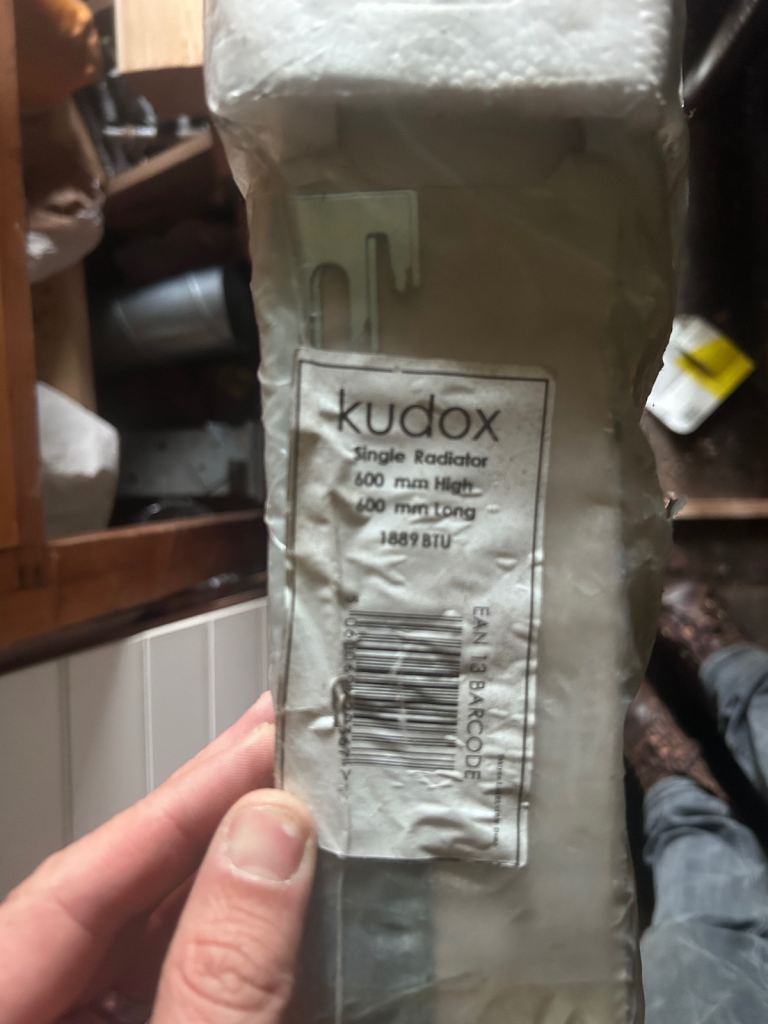 kudox
Single Radiator
600 mm High
600 mm Long
1889 BTU
EAN 13 BARCODE